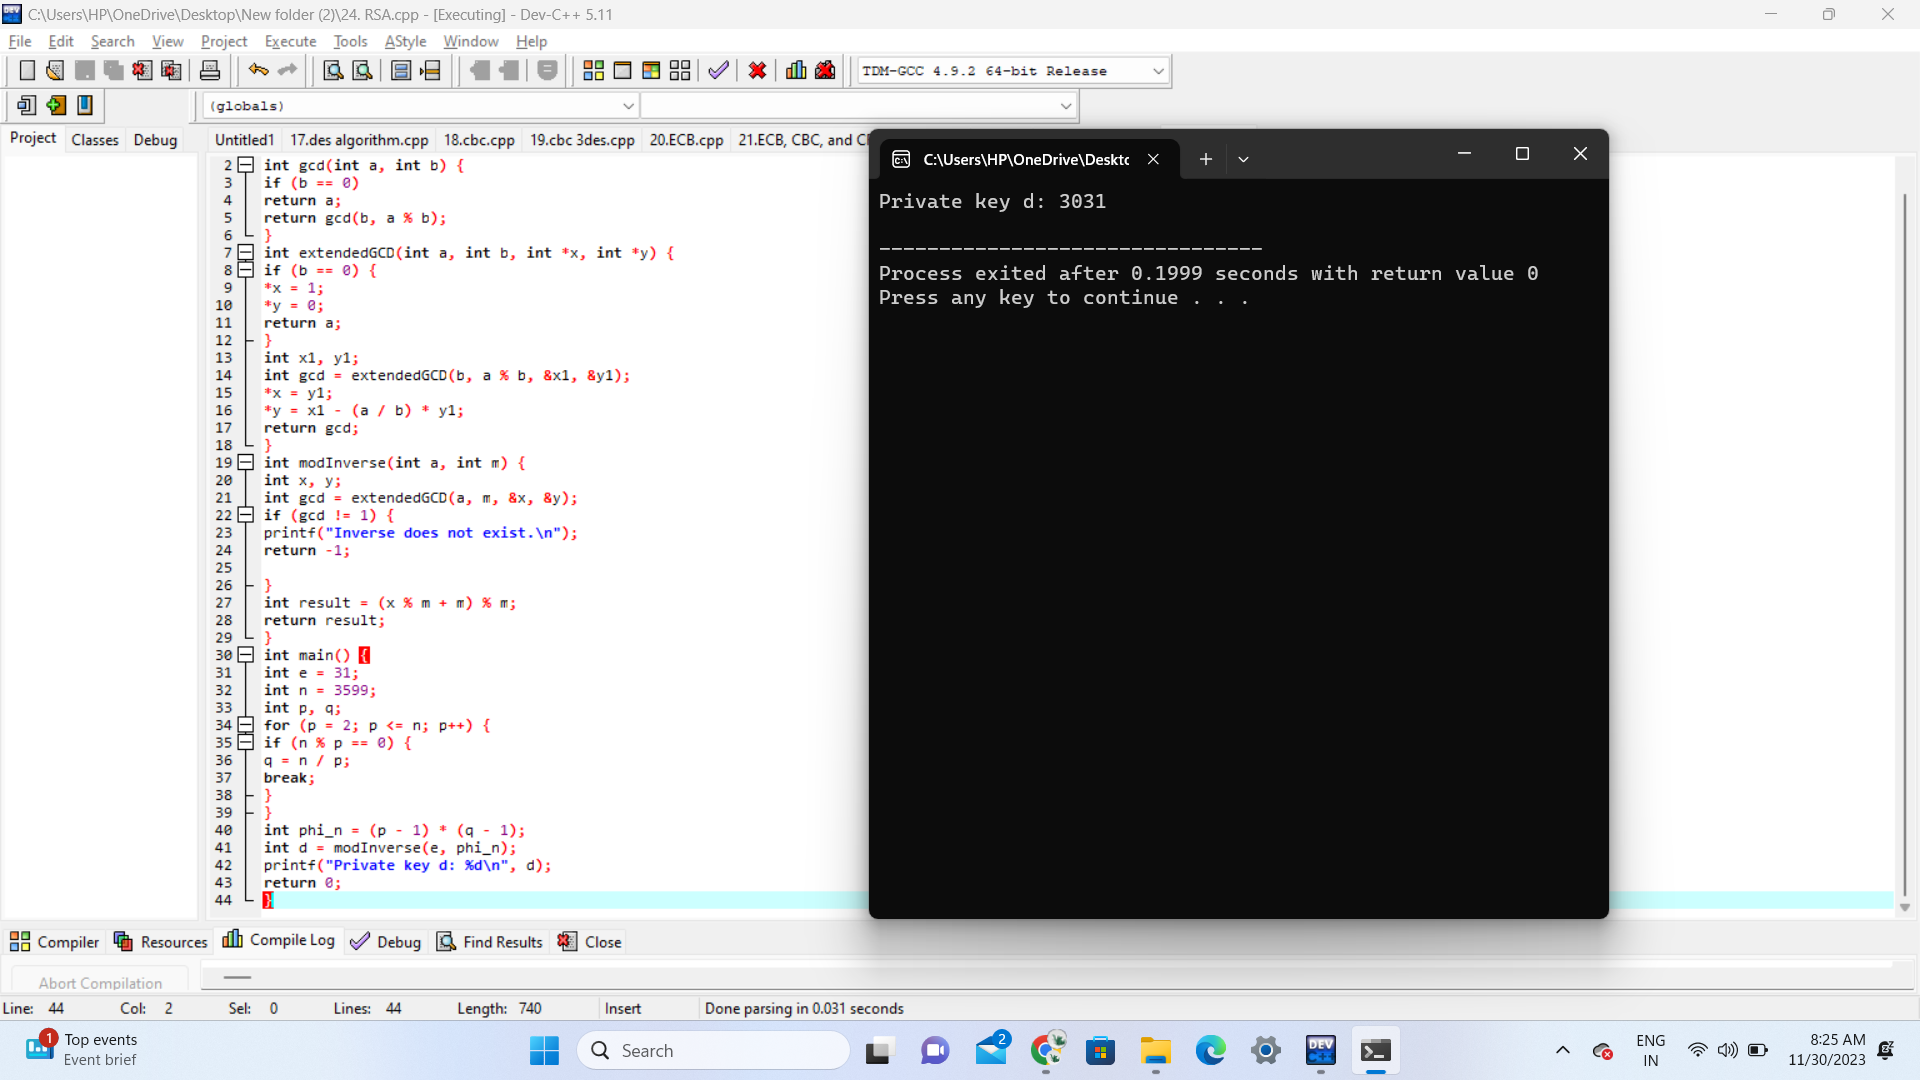 C:\Users\HP\OneDrive\Desktop\New folder (2)\24. RSA.cpp - [Executing] - Dev-C++ 5.11
File Edit Search View Project Execute Tools AStyle Window Help
TDM-GCC 4.9.2 64-bit Release
(globals)
Project Classes Debug
Untitled1 17.des algorithm.cpp 18.cbc.cpp 19.cbc 3des.cpp 20.ECB.cpp 21.ECB, CBC, and
2 int gcd(int a, int b) {
3 if (b == 0)
4 return a;
5 return gcd(b, a % b);
6 }
7 int extendedGCD(int a, int b, int *x, int *y) {
8 if (b == 0) {
9 *x = 1;
10 *y = 0;
11 return a;
12 }
13 int x1, y1;
14 int gcd = extendedGCD(b, a % b, &x1, &y1);
15 *x = y1;
16 *y = x1 - (a / b) * y1;
17 return gcd;
18 }
19 int modInverse(int a, int m) {
20 int x, y;
21 int gcd = extendedGCD(a, m, &x, &y);
22 if (gcd != 1) {
23 printf("Inverse does not exist.\n");
24 return -1;
25
26 }
27 int result = (x % m + m) % m;
28 return result;
29 }
30 int main() {
31 int e = 31;
32 int n = 3599;
33 int p, q;
34 for (p = 2; p <= n; p++) {
35 if (n % p == 0) {
36 q = n / p;
37 break;
38 }
39 }
40 int phi_n = (p - 1) * (q - 1);
41 int d = modInverse(e, phi_n);
42 printf("Private key d: %d\n", d);
43 return 0;
44 }
C:\Users\HP\OneDrive\Deskto
Private key d: 3031
--------------------------------
Process exited after 0.1999 seconds with return value 0
Press any key to continue . . .
Compiler Resources Compile Log Debug Find Results Close
Abort Compilation
Line: 44 Col: 2 Sel: 0 Lines: 44 Length: 740 Insert Done parsing in 0.031 seconds
1
Top events
Event brief
Search
2
DEV
ENG
IN
8:25 AM
11/30/2023